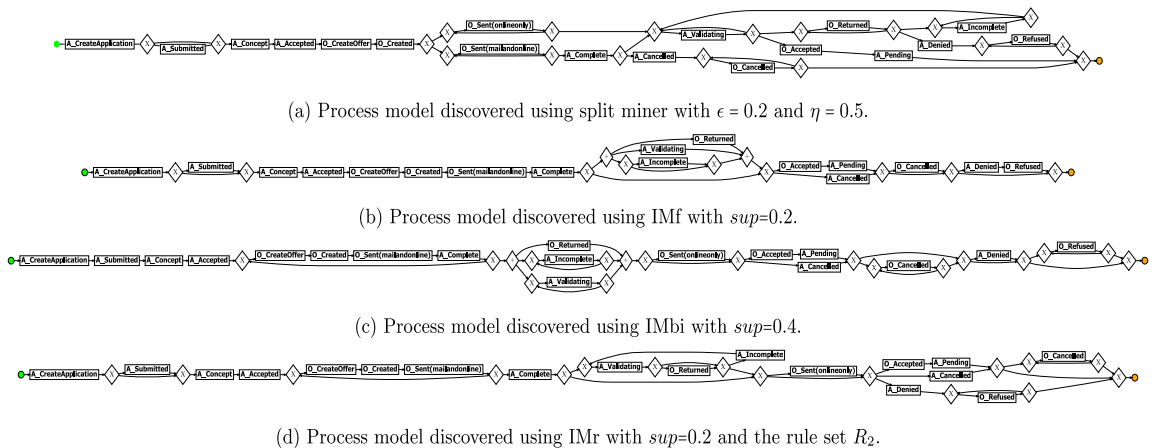 O_Sent(onlineonly) O_Returned A_Incomplete
A_CreateApplication X A_Submitted X A_Concept A_Accepted O_CreateOffer O_Created X X X X A_Validating X X X X X
O_Sent(mailandonline) X X A_Complete X A_Cancelled X O_Cancelled X O_Accepted A_Pending A_Denied X O_Refused X X
(a) Process model discovered using split miner with ϵ = 0.2 and η = 0.5.
O_Returned
A_Validating
+ X A_Incomplete X +
A_CreateApplication X A_Submitted X A_Concept A_Accepted O_CreateOffer O_Created O_Sent(mailandonline) A_Complete X X O_Accepted A_Pending A_Cancelled X O_Cancelled X A_Denied O_Refused X
(b) Process model discovered using IMf with sup=0.2.
A_CreateApplication A_Submitted A_Concept A_Accepted X O_CreateOffer O_Created O_Sent(mailandonline) A_Complete X + O_Returned X A_Incomplete X X A_Validating X + X O_Sent(onlineonly) X O_Accepted A_Pending A_Cancelled X X O_Cancelled X X A_Denied X X O_Refused X X
(c) Process model discovered using IMbi with sup=0.4.
A_CreateApplication X A_Submitted X A_Concept A_Accepted X O_CreateOffer O_Created O_Sent(mailandonline) X A_Complete X A_Validating X O_Returned X A_Incomplete X O_Sent(onlineonly) X O_Accepted A_Pending A_Cancelled X O_Cancelled X A_Denied X O_Refused X X
(d) Process model discovered using IMr with sup=0.2 and the rule set R₂.